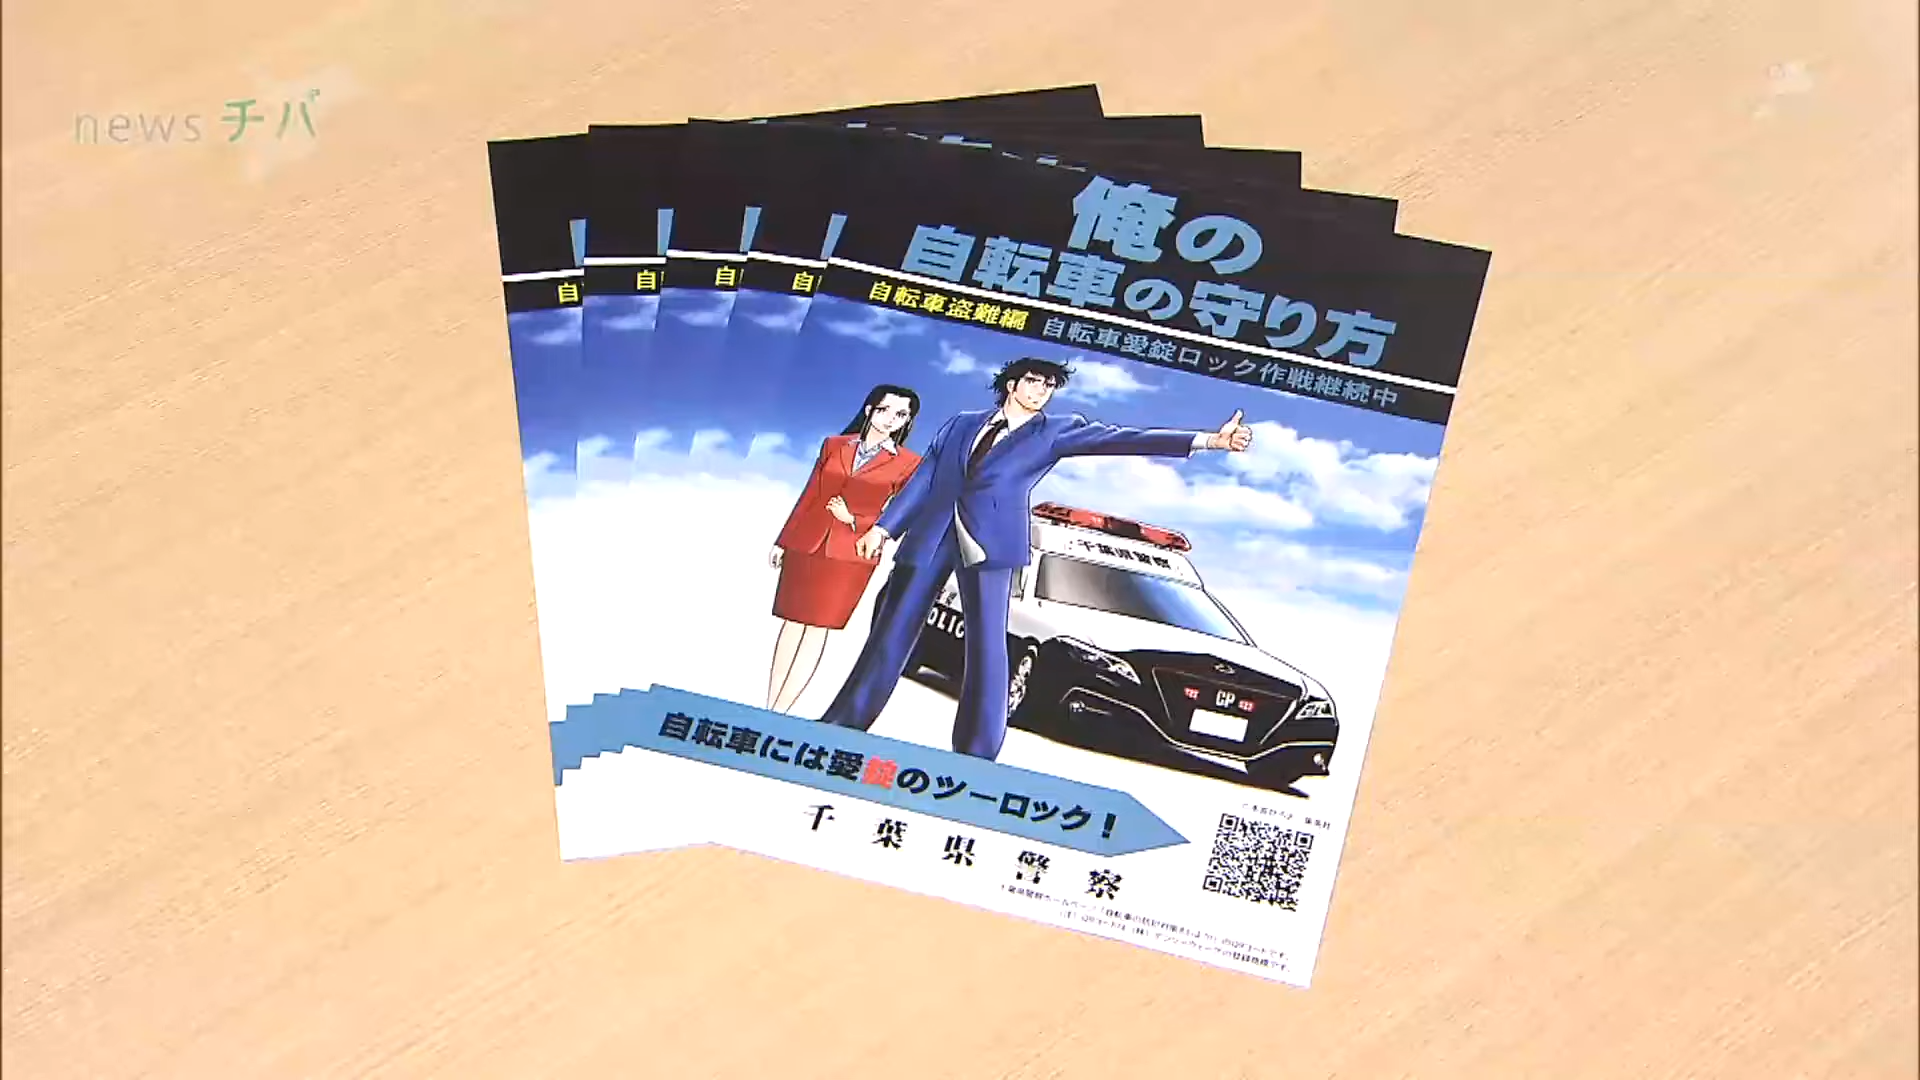 news チバ
俺の
自転車の守り方
自転車盗難編 自転車愛錠ロック作戦継続中
千葉県警察
OLIC
CP
自転車には愛錠のツーロック！
千葉県警察